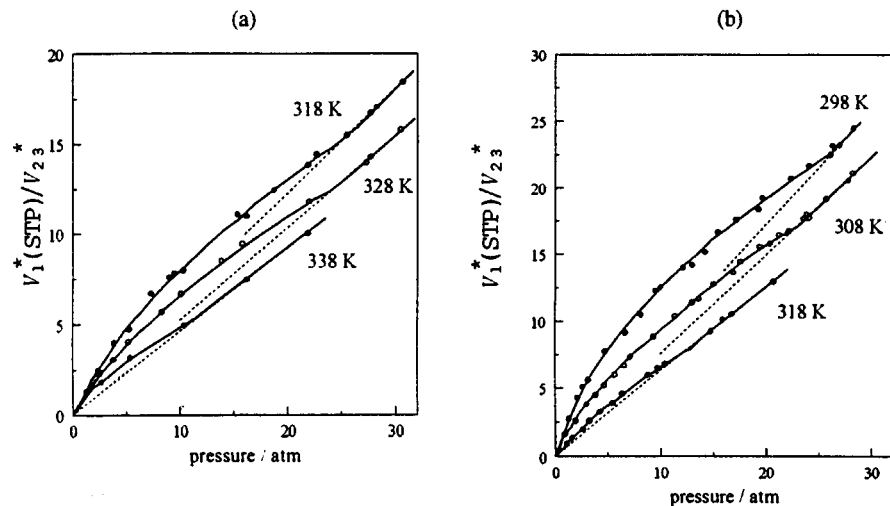 (a)
20
15
10
5
0
0
10
20
30
318 K
328 K
338 K
V₁*(STP)/V₂₃*
pressure / atm
(b)
30
25
20
15
10
5
0
0
10
20
30
298 K
308 K
318 K
V₁*(STP)/V₂₃*
pressure / atm